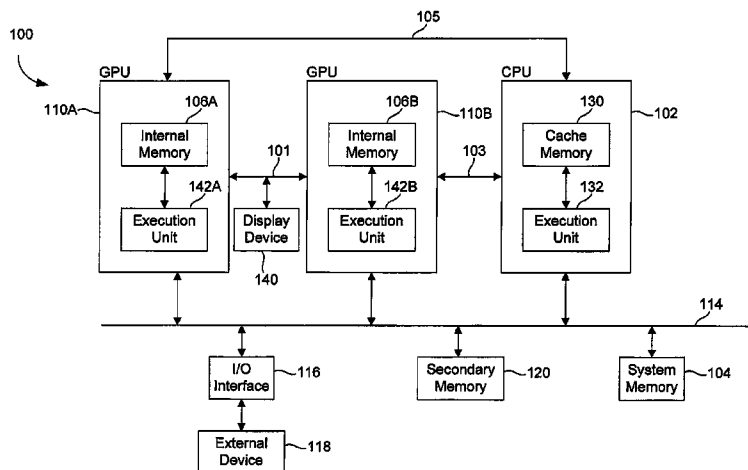 100
105
GPU
GPU
CPU
110A
106A
Internal
Memory
142A
Execution
Unit
101
Display
Device
140
106B
Internal
Memory
142B
Execution
Unit
110B
103
130
Cache
Memory
132
Execution
Unit
102
114
I/O
Interface
116
Secondary
Memory
120
System
Memory
104
External
Device
118